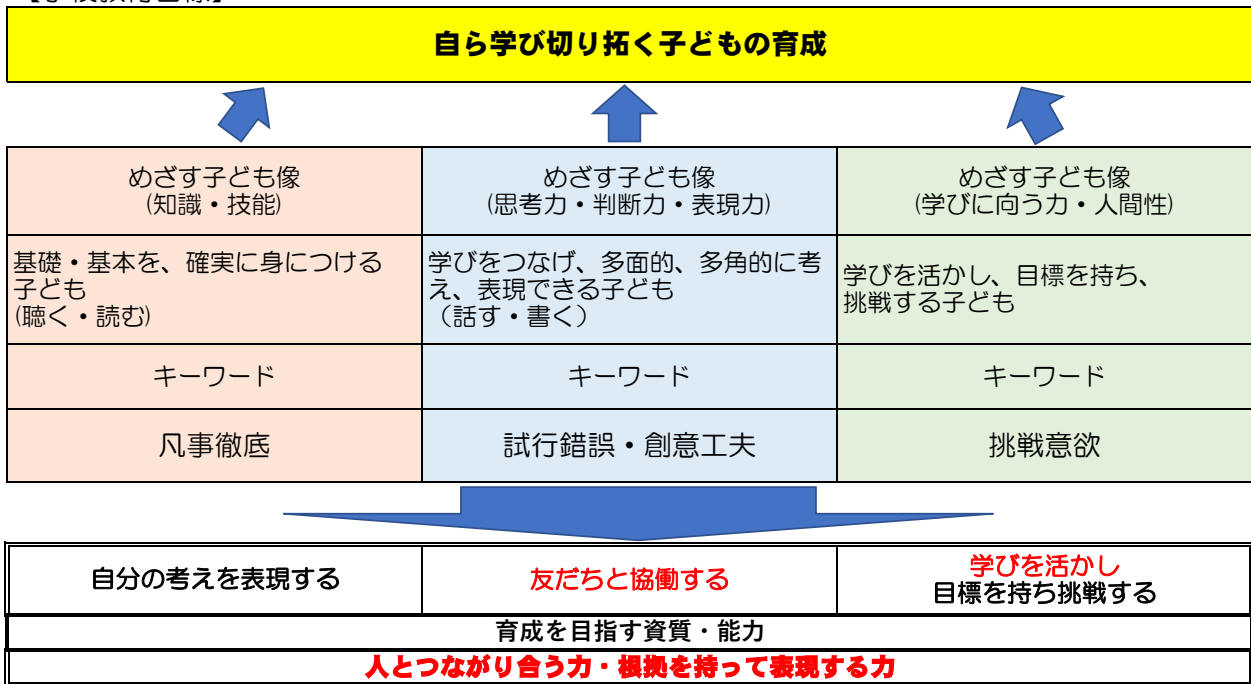 自ら学び切り拓く子どもの育成
めざす子ども像
(知識・技能)
めざす子ども像
(思考力・判断力・表現力)
めざす子ども像
(学びに向う力・人間性)
基礎・基本を、確実に身につける
子ども
(聴く・読む)
学びをつなげ、多面的、多角的に考
え、表現できる子ども
（話す・書く）
学びを活かし、目標を持ち、
挑戦する子ども
キーワード
キーワード
キーワード
凡事徹底
試行錯誤・創意工夫
挑戦意欲
自分の考えを表現する
友だちと協働する
学びを活かし
目標を持ち挑戦する
育成を目指す資質・能力
人とつながり合う力・根拠を持って表現する力